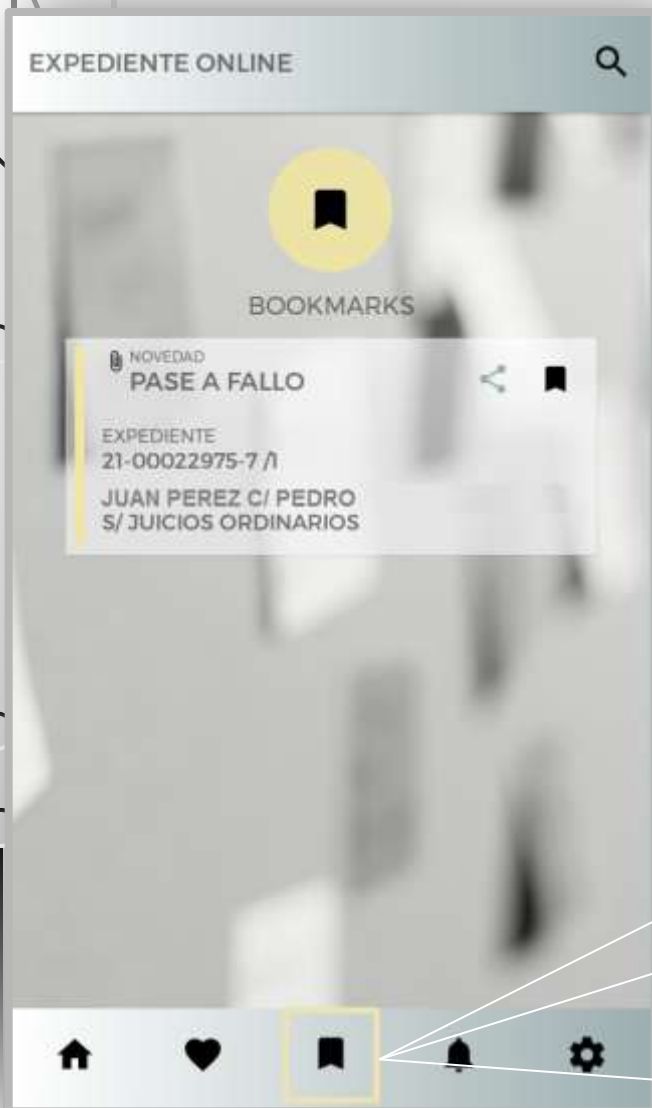 EXPEDIENTE ONLINE
BOOKMARKS
NOVEDAD
PASE A FALLO
EXPEDIENTE
21-00022975-7 /1
JUAN PEREZ C/ PEDRO
S/ JUICIOS ORDINARIOS